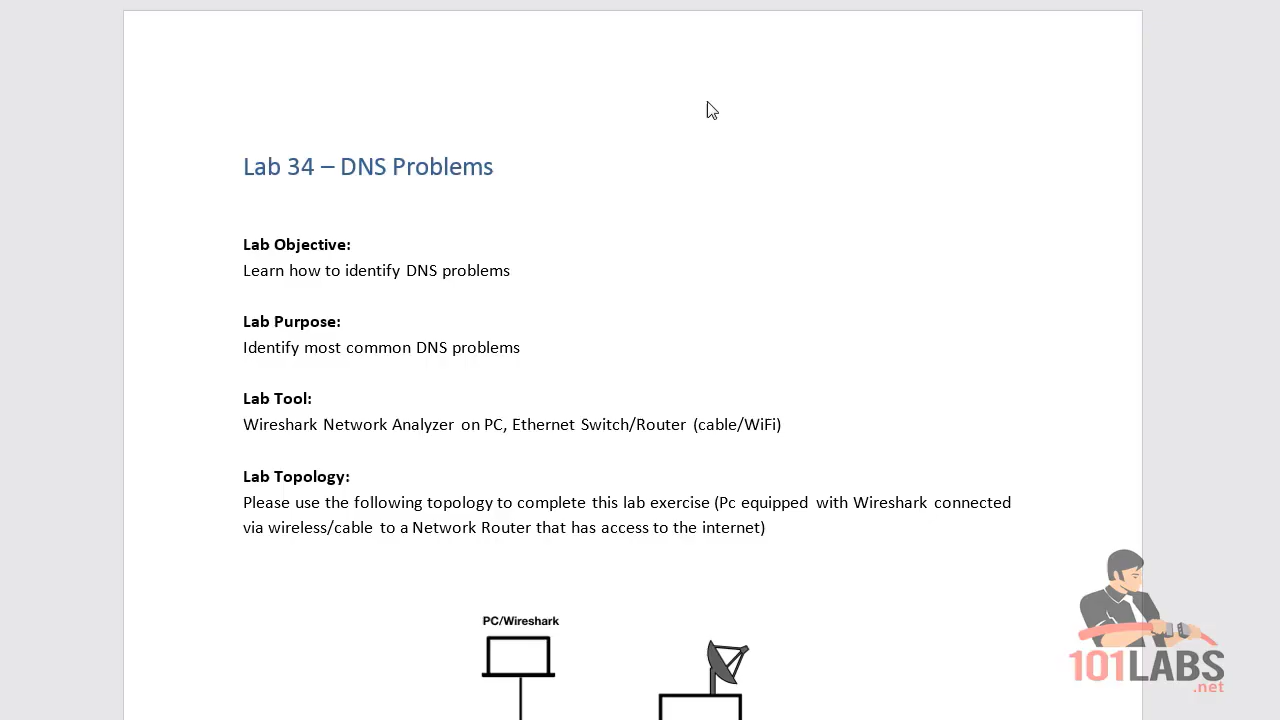 Lab 34 – DNS Problems
Lab Objective:
Learn how to identify DNS problems
Lab Purpose:
Identify most common DNS problems
Lab Tool:
Wireshark Network Analyzer on PC, Ethernet Switch/Router (cable/WiFi)
Lab Topology:
Please use the following topology to complete this lab exercise (Pc equipped with Wireshark connected
via wireless/cable to a Network Router that has access to the internet)
PC/Wireshark
101LABS
.net